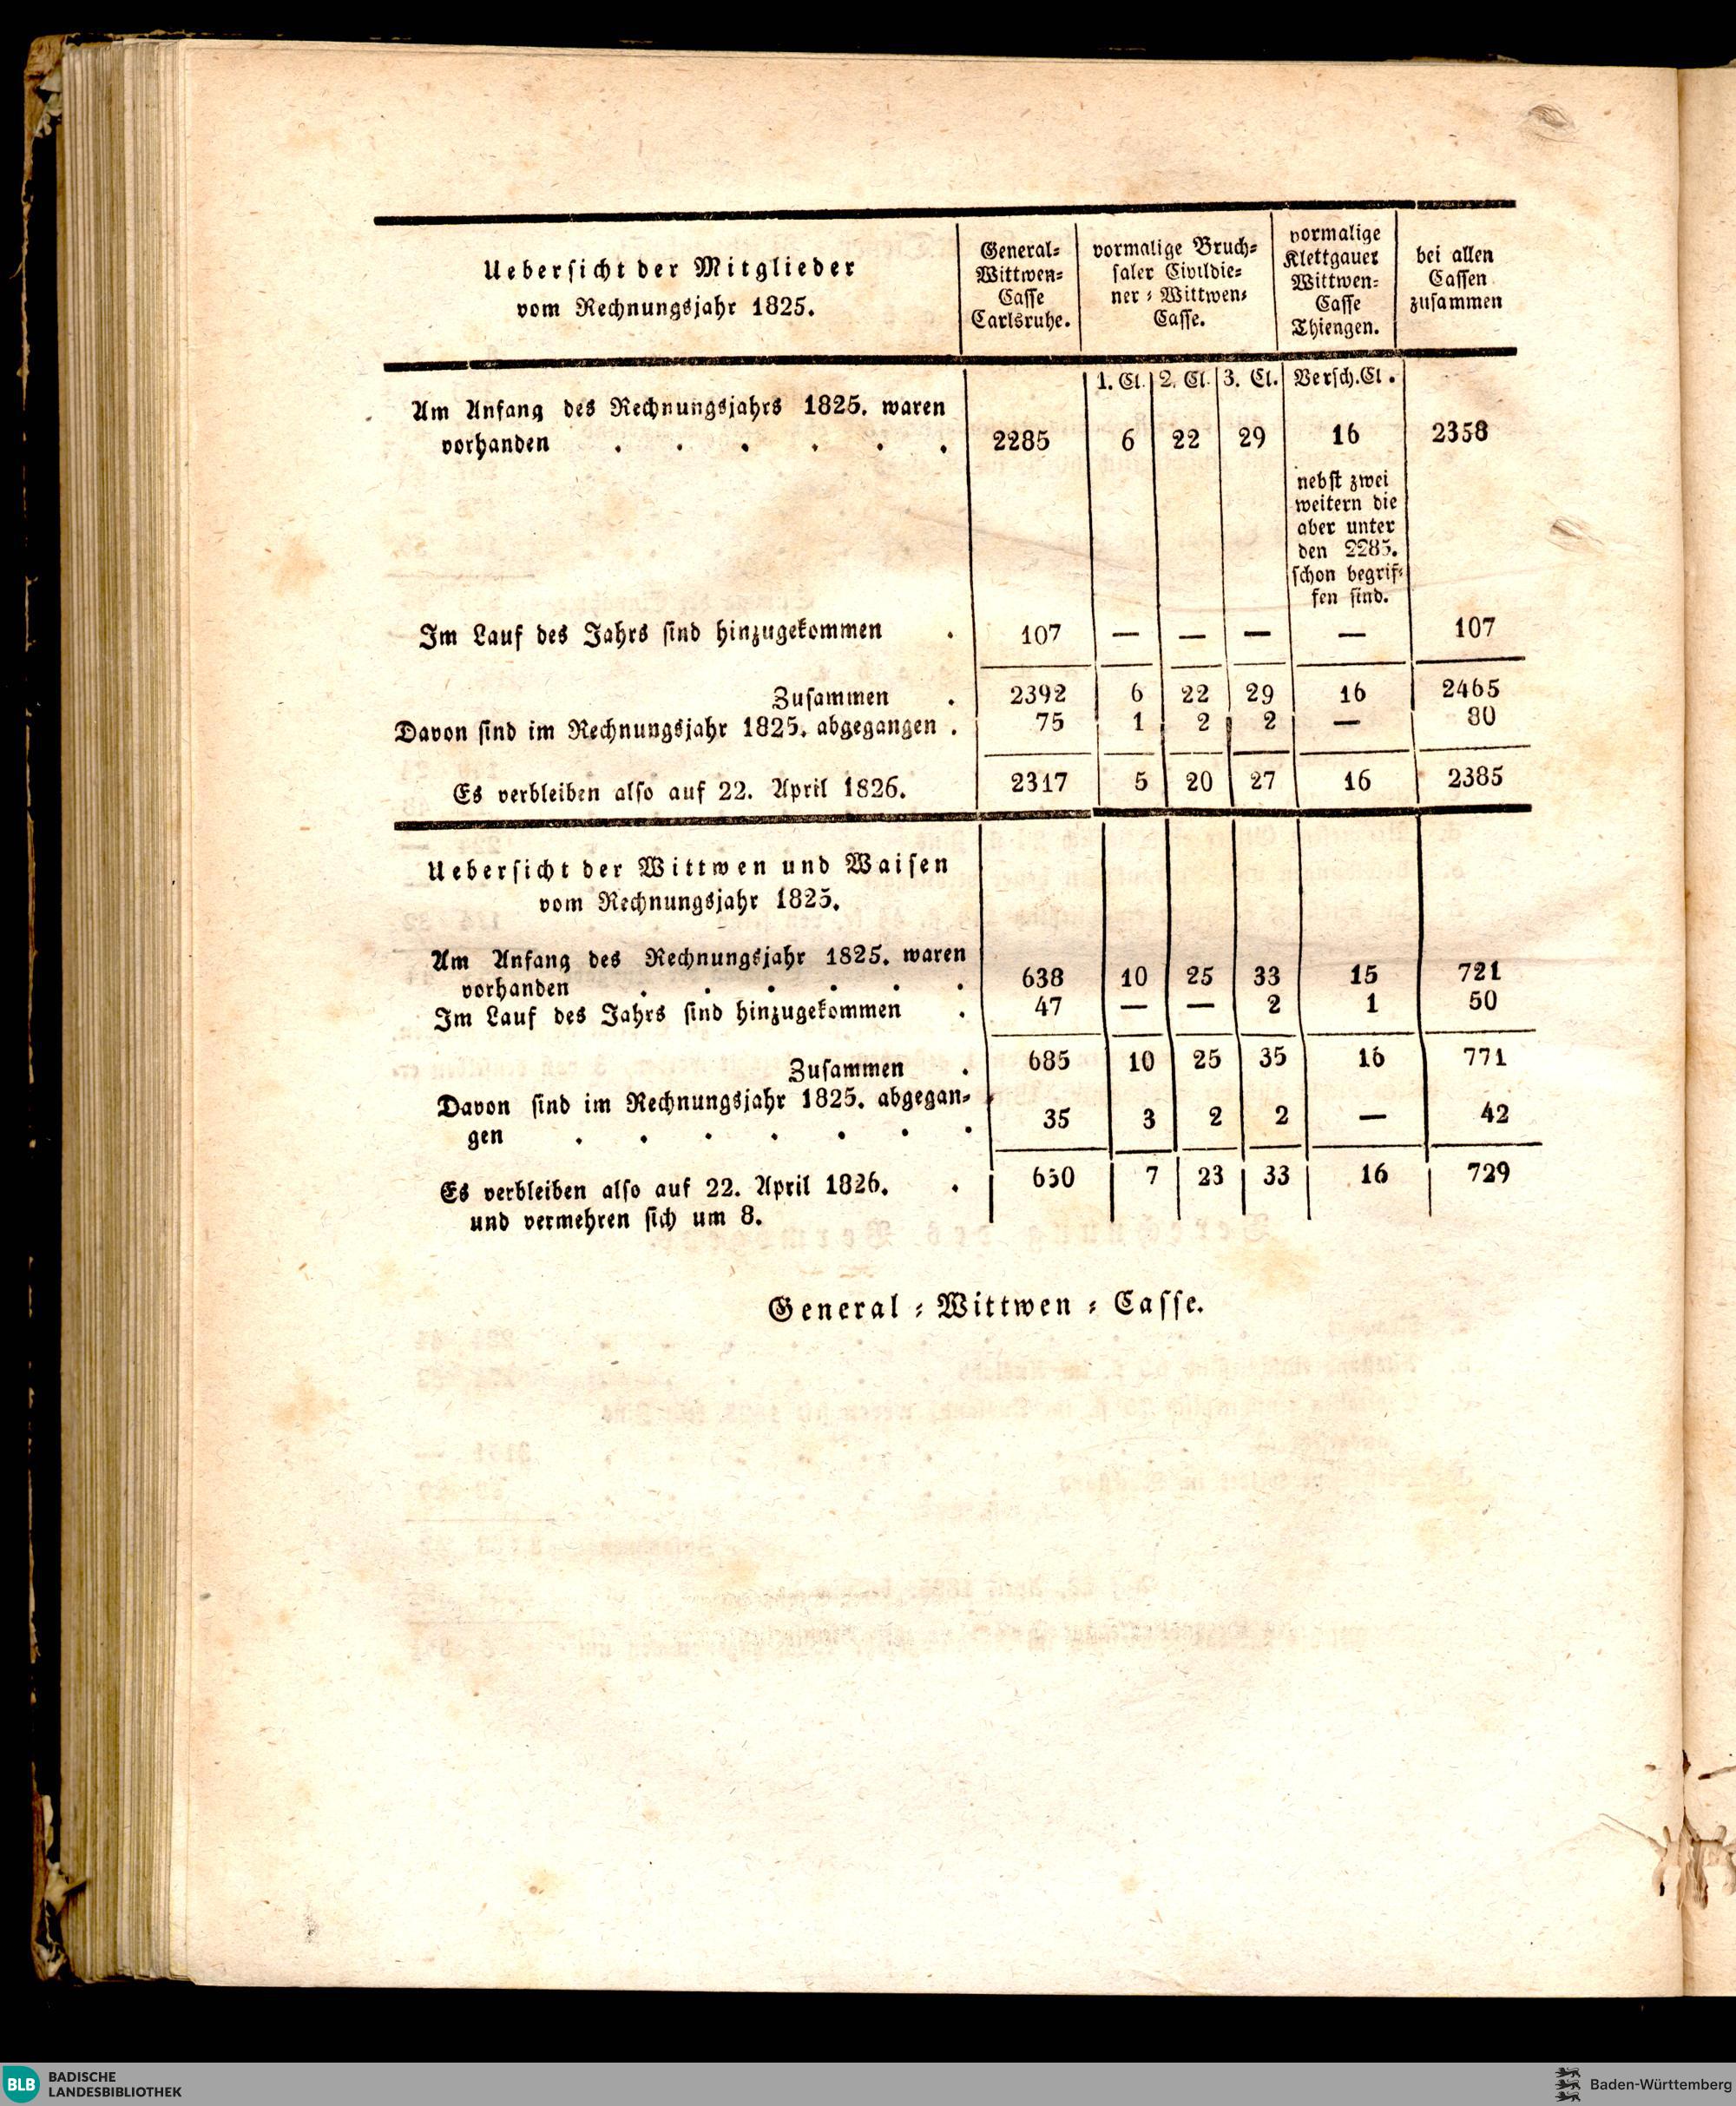 Uebersicht der Mitglieder
vom Rechnungsjahr 1825.
General-
Wittwen-
Casse
Carlsruhe.
vormalige Bruch-
saler Civildie-
ner-Wittwen-
Casse.
vormalige
Klettgauer
Wittwen-
Casse
Thiengen.
bei allen
Cassen
zusammen
1. Cl. 2. Cl. 3. Cl. Versch. Cl.
Am Anfang des Rechnungsjahrs 1825. waren
vorhanden . . . . . . 2285 6 22 29 16 2358
nebst zwei
weitern die
aber unter
den 2285.
schon begrif-
fen sind.
Im Lauf des Jahrs sind hinzugekommen . 107 — — — — 107
Zusammen . 2392 6 22 29 16 2465
Davon sind im Rechnungsjahr 1825. abgegangen . 75 1 2 2 — 80
Es verbleiben also auf 22. April 1826. 2317 5 20 27 16 2385
Uebersicht der Wittwen und Waisen
vom Rechnungsjahr 1825.
Am Anfang des Rechnungsjahr 1825. waren
vorhanden . . . . . . 638 10 25 33 15 721
Im Lauf des Jahrs sind hinzugekommen . 47 — — 2 1 50
Zusammen . 685 10 25 35 16 771
Davon sind im Rechnungsjahr 1825. abgegan-
gen . . . . . . . 35 3 2 2 — 42
Es verbleiben also auf 22. April 1826. . 650 7 23 33 16 729
und vermehren sich um 8.
General-Wittwen-Casse.
BLB BADISCHE
LANDESBIBLIOTHEK
Baden-Württemberg